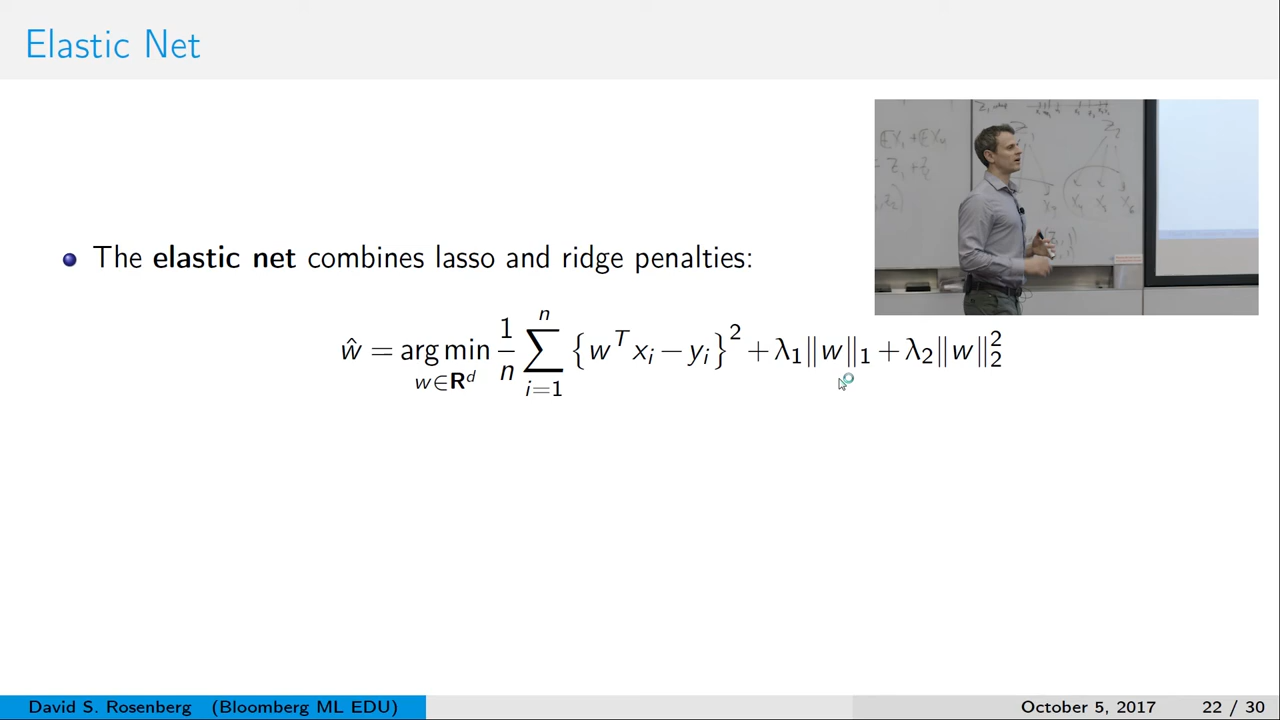 Elastic Net
The elastic net combines lasso and ridge penalties:
ŵ = arg min_{w∈R^d} 1/n ∑_{i=1}^{n} {w^T x_i − y_i}^2 + λ_1‖w‖_1 + λ_2‖w‖_2^2
David S. Rosenberg (Bloomberg ML EDU)
October 5, 2017
22 / 30